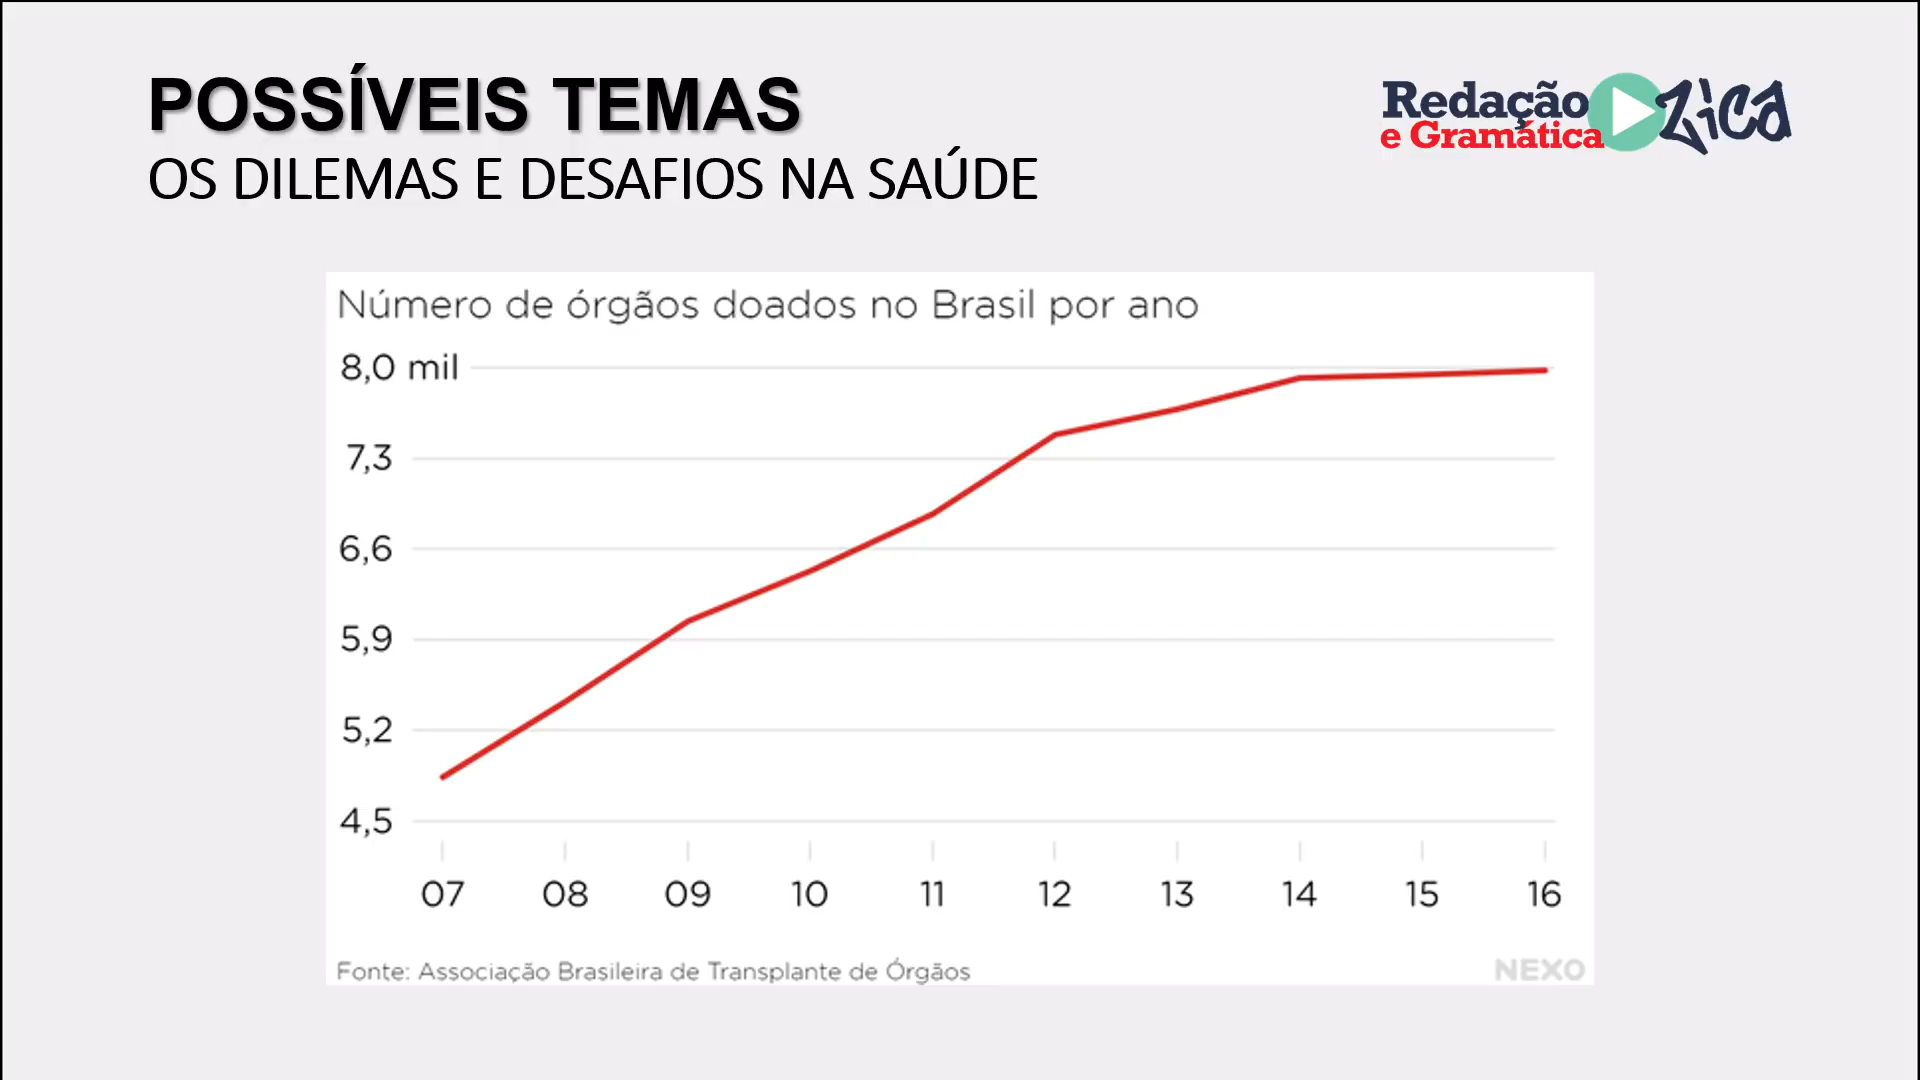 POSSÍVEIS TEMAS
OS DILEMAS E DESAFIOS NA SAÚDE
Redação
e Gramática
Zica
Número de órgãos doados no Brasil por ano
8,0 mil
7,3
6,6
5,9
5,2
4,5
07 08 09 10 11 12 13 14 15 16
Fonte: Associação Brasileira de Transplante de Órgãos
NEXO